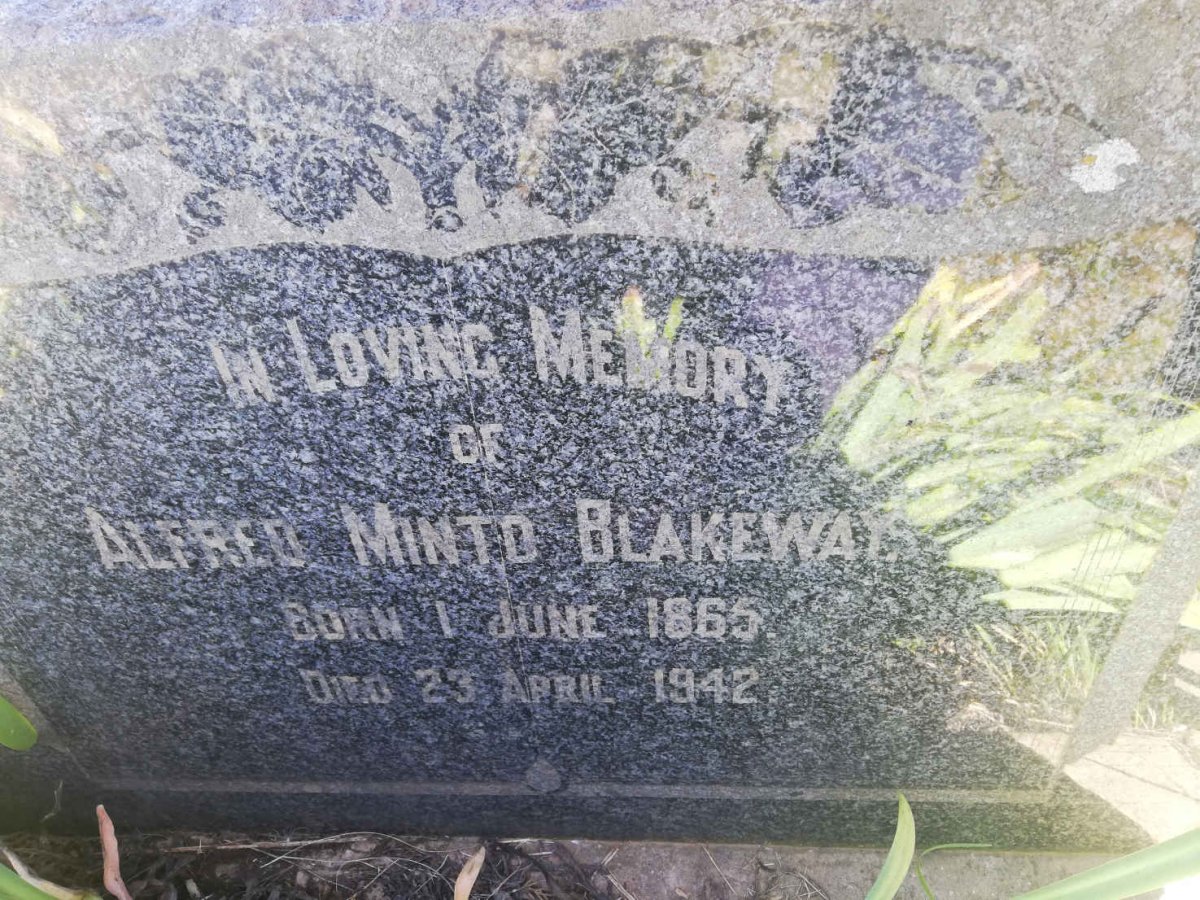 IN LOVING MEMORY
OF
ALFRED MINTO BLAKEWAY.
BORN 1 JUNE 1865.
DIED 23 APRIL 1942.